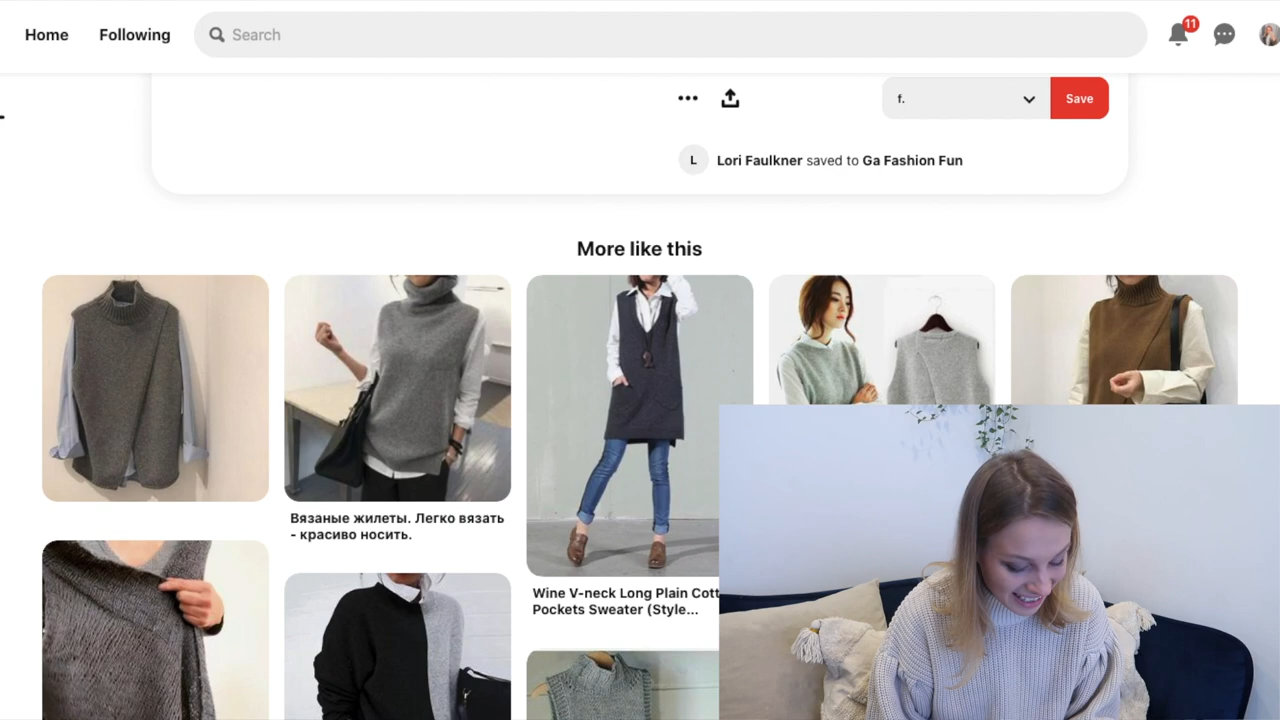 Home
Following
Search
11
f.
Save
L
Lori Faulkner saved to Ga Fashion Fun
More like this
Вязаные жилеты. Легко вязать
- красиво носить.
Wine V-neck Long Plain Cott
Pockets Sweater (Style...